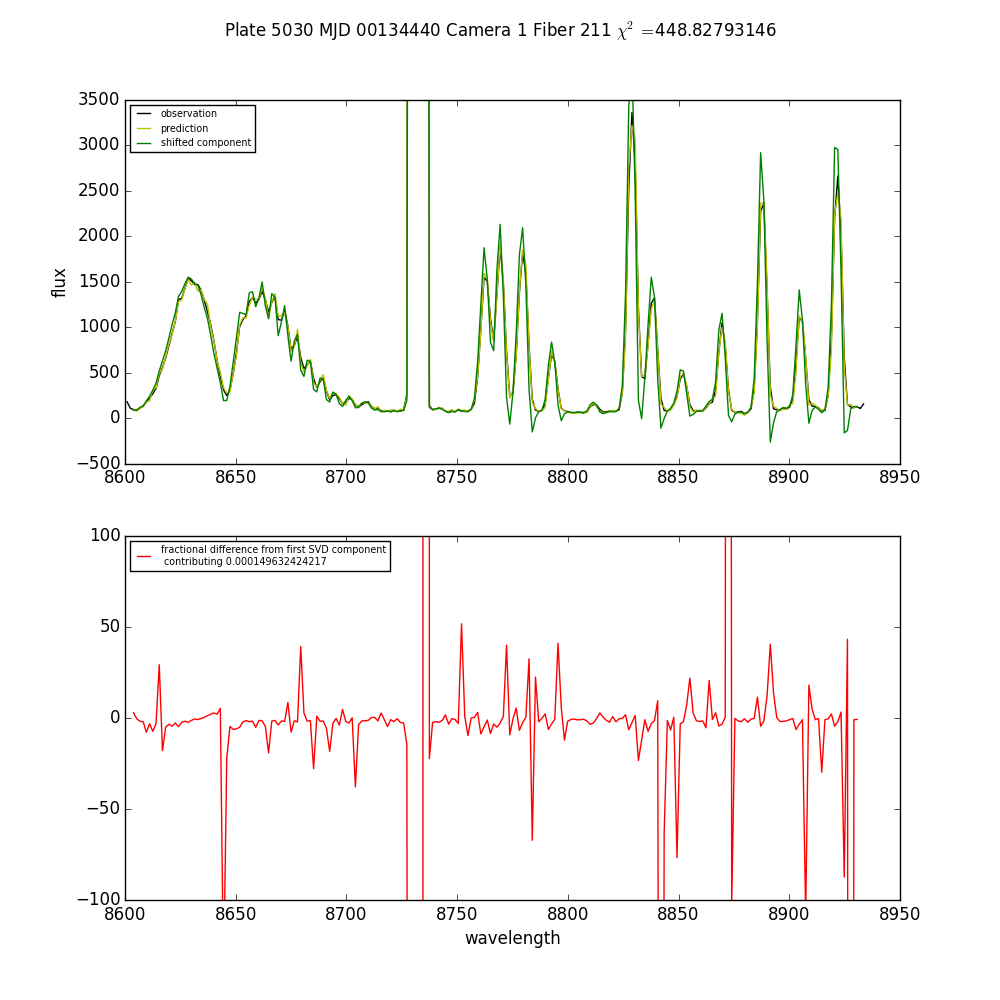 Plate 5030 MJD 00134440 Camera 1 Fiber 211 χ² =448.82793146
3500
3000
2500
2000
1500
1000
500
0
−500
flux
observation
prediction
shifted component
8600 8650 8700 8750 8800 8850 8900 8950
100
50
0
−50
−100
fractional difference from first SVD component
contributing 0.000149632424217
8600 8650 8700 8750 8800 8850 8900 8950
wavelength